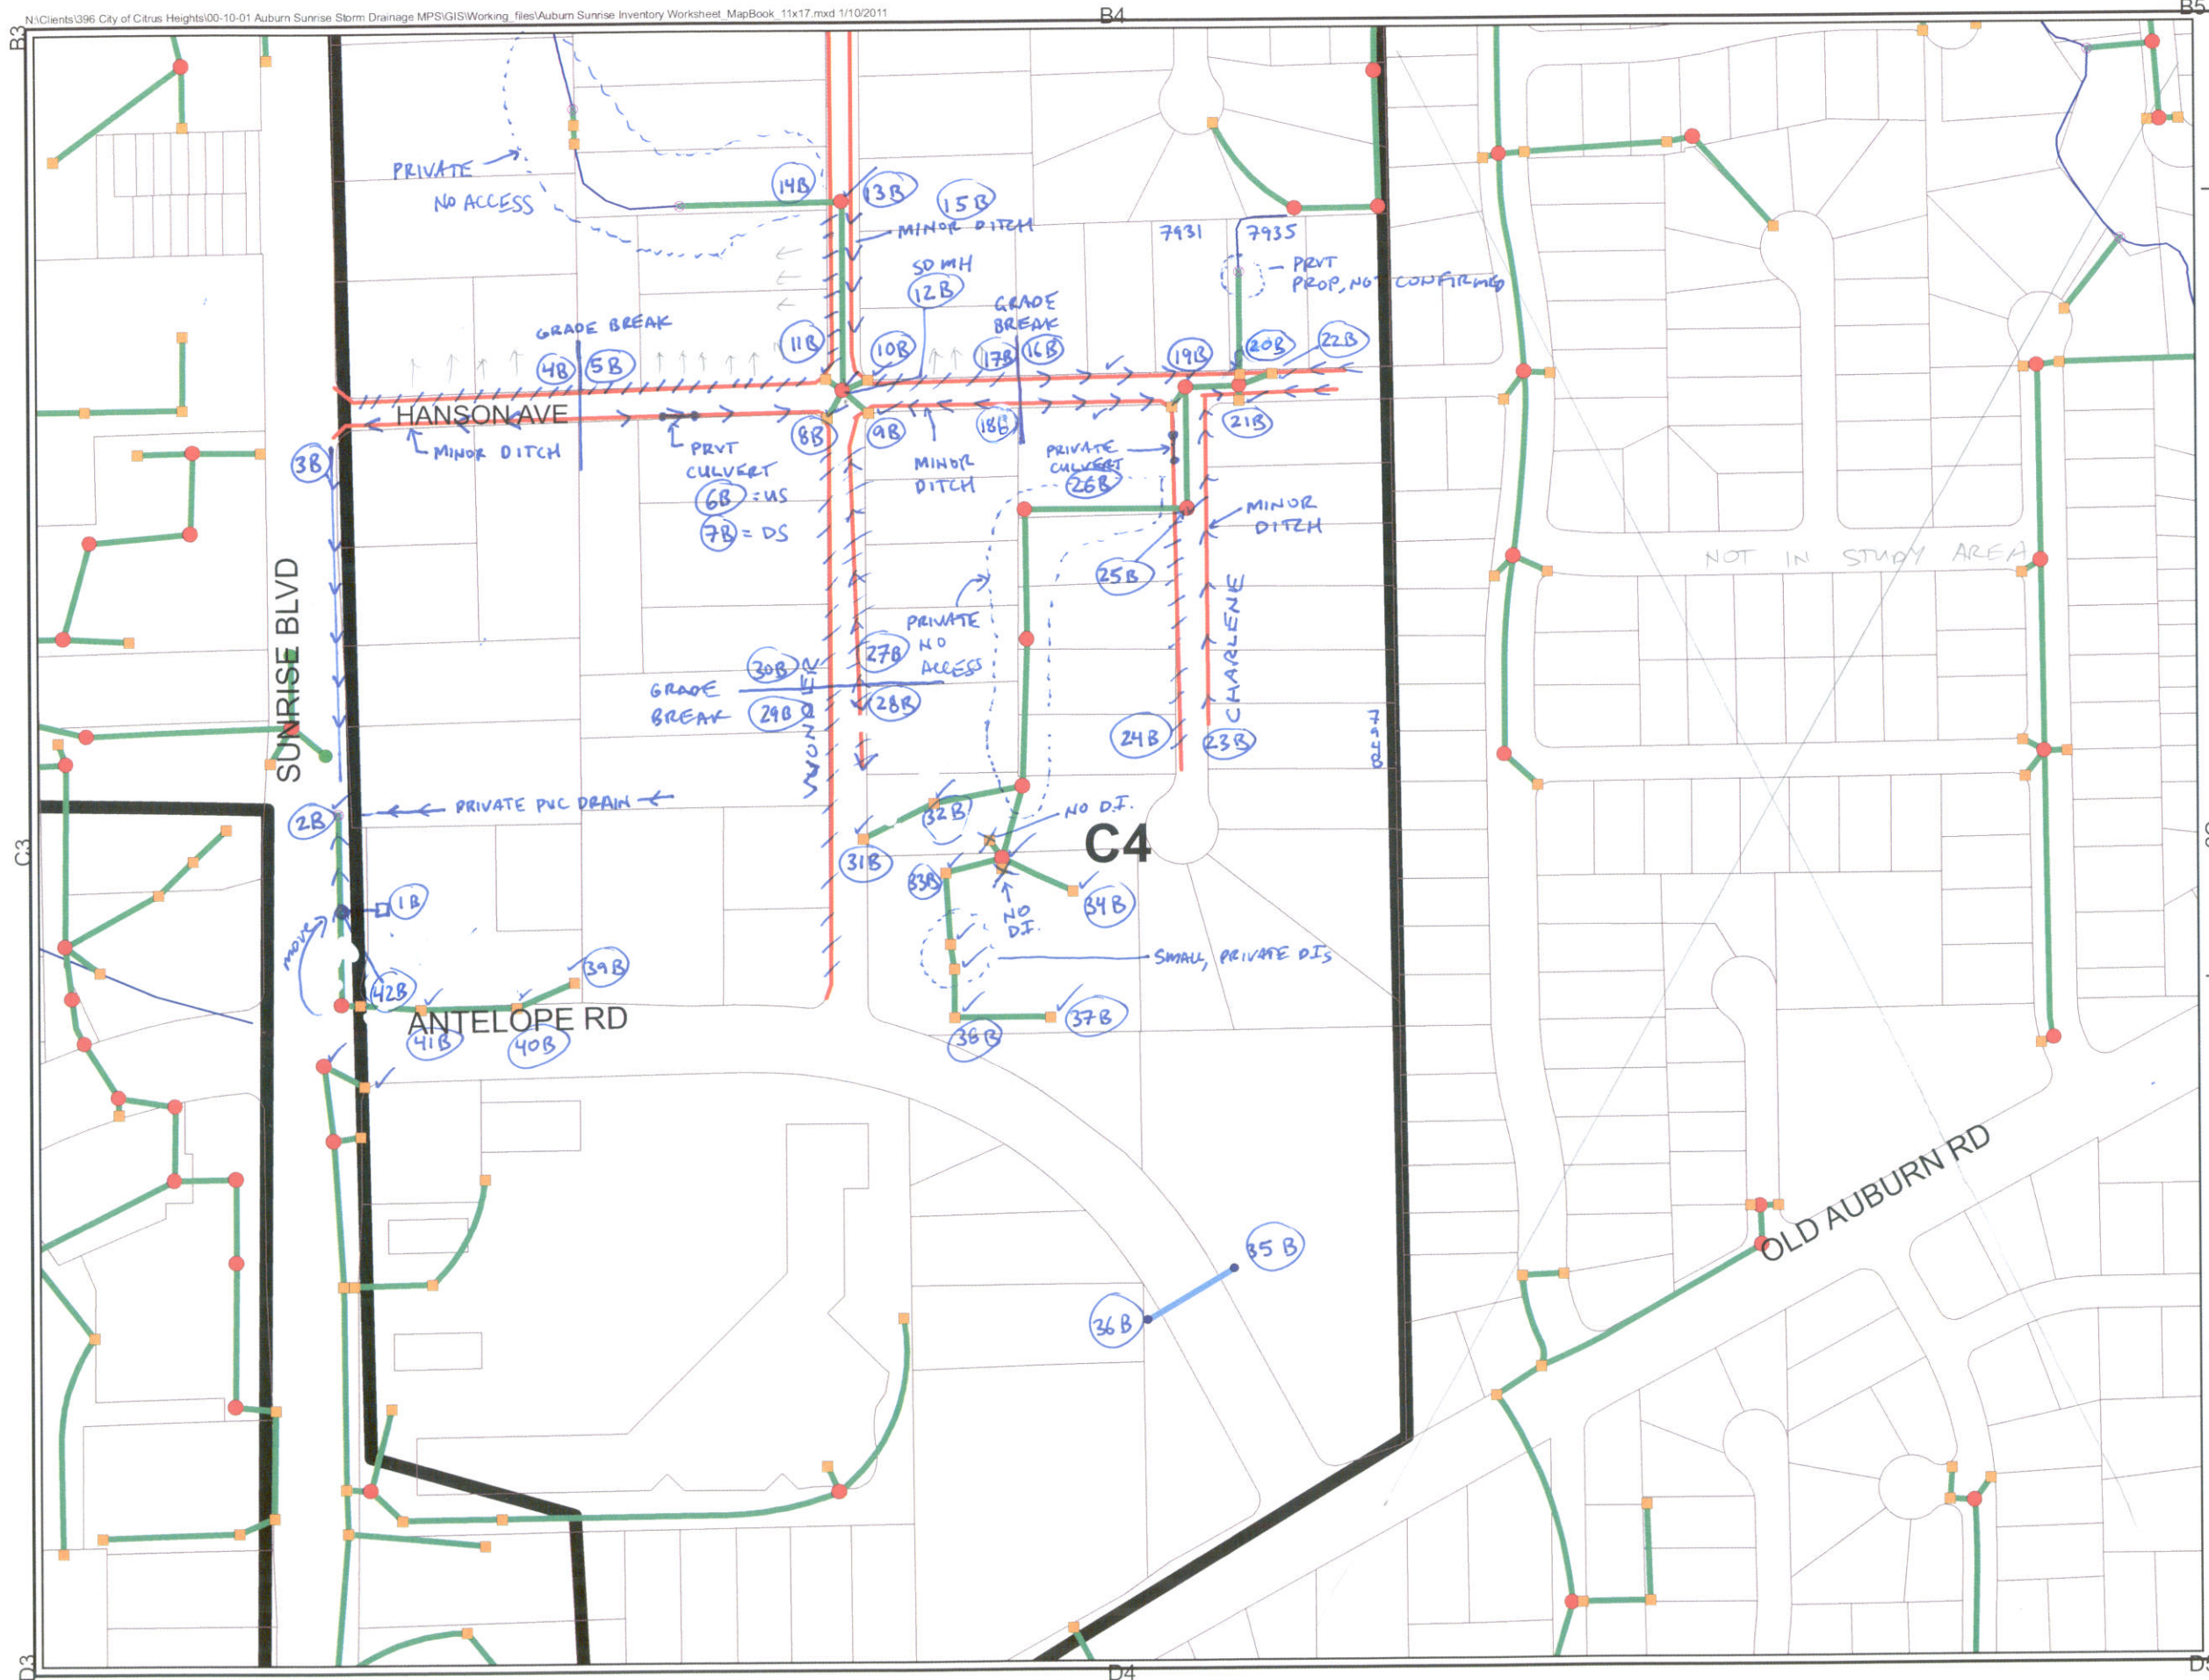 N:\Clients\396 City of Citrus Heights\00-10-01 Auburn Sunrise Storm Drainage MPS\GIS\Working_files\Auburn Sunrise Inventory Worksheet_MapBook_11x17.mxd 1/10/2011
B3
B4
B5
PRIVATE
NO ACCESS
14B
13B
15B
MINOR DITCH
7931
7935
PRVT
PROP, NOT CONFIRMED
SDMH
12B
GRADE
BREAK
GRADE BREAK
4B
5B
11B
10B
17B
16B
19B
20B
22B
HANSON AVE
MINOR DITCH
3B
PRVT
CULVERT
6B = US
7B = DS
8B
9B
18B
21B
MINOR
DITCH
PRIVATE
CULVERT
26B
MINOR
DITCH
NOT IN STUDY AREA
25B
SUNRISE BLVD
CHARLENE
PRIVATE
NO
ACCESS
30B
27B
GRADE
BREAK
29B
28B
24B
23B
2B
PRIVATE PVC DRAIN
32B
NO D.I.
C4
C3
31B
33B
34B
NO
D.I.
1B
move
SMALL, PRIVATE DIs
39B
42B
ANTELOPE RD
41B
40B
38B
37B
OLD AUBURN RD
35B
36B
D3
D4